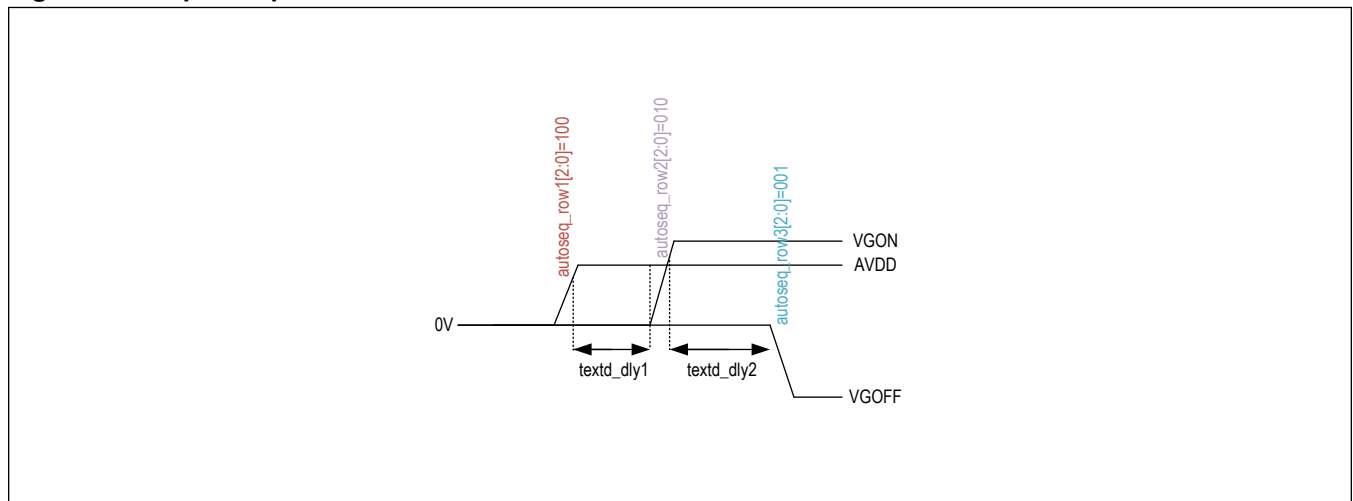 autoseq_row1[2:0]=100
autoseq_row2[2:0]=010
autoseq_row3[2:0]=001
VGON
AVDD
0V
textd_dly1
textd_dly2
VGOFF